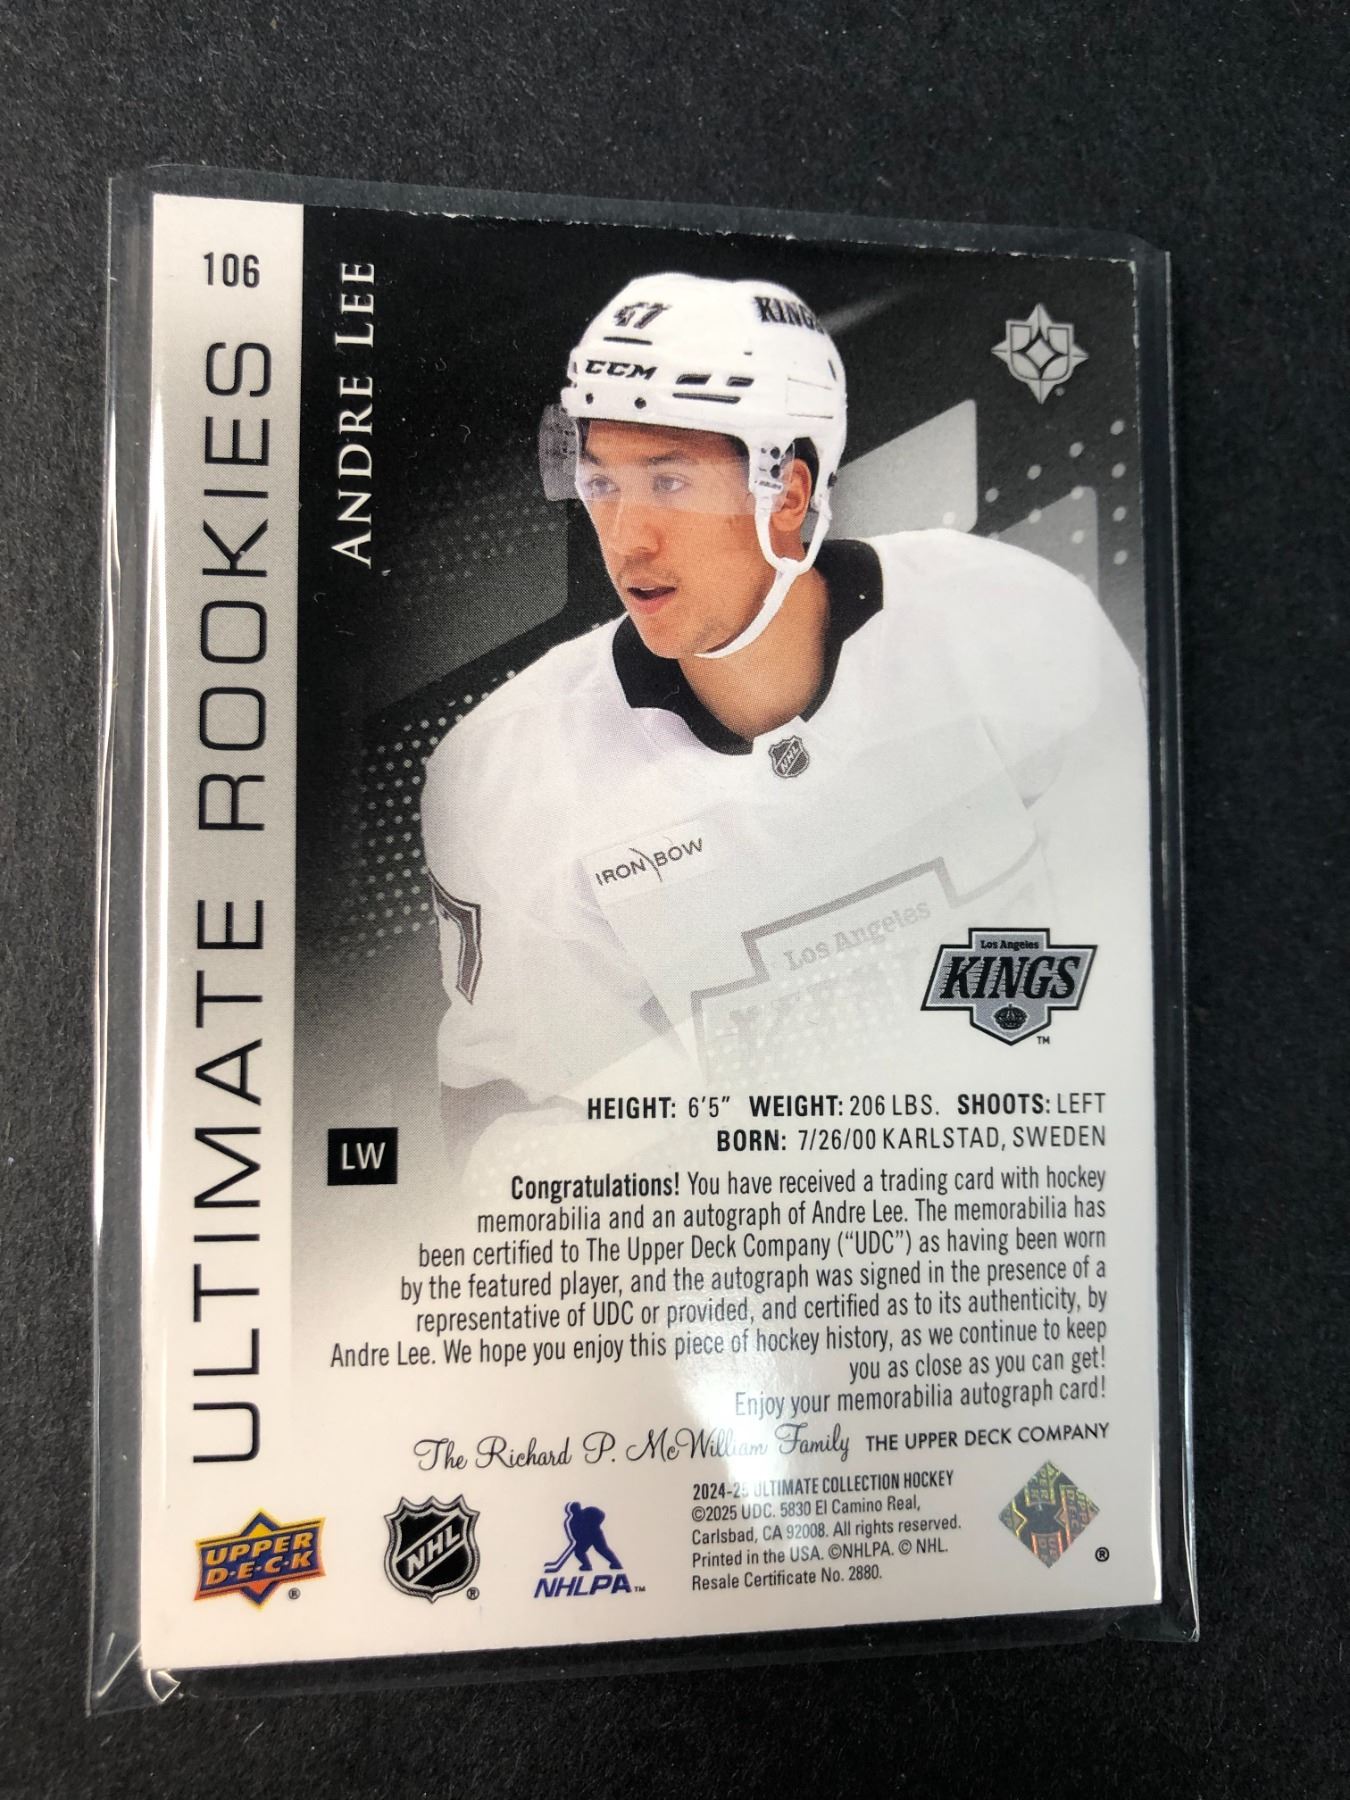 106
ULTIMATE ROOKIES
ANDRE LEE
47
KINGS
CCM
NHL
IRON BOW
Los Angeles
Los Angeles
KINGS
TM
HEIGHT: 6'5" WEIGHT: 206 LBS. SHOOTS: LEFT
BORN: 7/26/00 KARLSTAD, SWEDEN
LW
Congratulations! You have received a trading card with hockey
memorabilia and an autograph of Andre Lee. The memorabilia has
been certified to The Upper Deck Company ("UDC") as having been worn
by the featured player, and the autograph was signed in the presence of a
representative of UDC or provided, and certified as to its authenticity, by
Andre Lee. We hope you enjoy this piece of hockey history, as we continue to keep
you as close as you can get!
Enjoy your memorabilia autograph card!
The Richard P. McWilliam Family THE UPPER DECK COMPANY
UPPER
D·E·C·K
®
NHL
®
NHLPA™
2024-25 ULTIMATE COLLECTION HOCKEY
©2025 UDC. 5830 El Camino Real,
Carlsbad, CA 92008. All rights reserved.
Printed in the USA. ©NHLPA. © NHL.
Resale Certificate No. 2880.
®